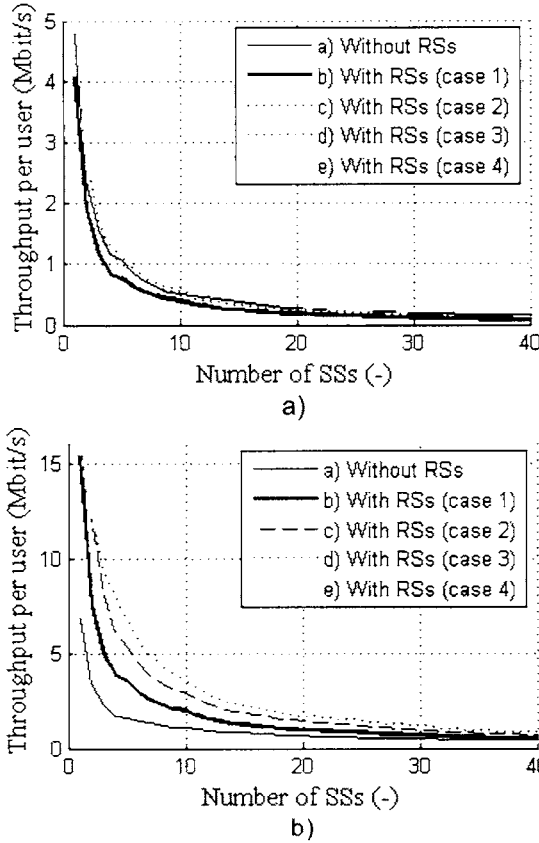 Throughput per user (Mbit/s)
5
4
3
2
1
0
a) Without RSs
b) With RSs (case 1)
c) With RSs (case 2)
d) With RSs (case 3)
e) With RSs (case 4)
0 10 20 30 40
Number of SSs (-)
a)
Throughput per user (Mbit/s)
15
10
5
0
a) Without RSs
b) With RSs (case 1)
c) With RSs (case 2)
d) With RSs (case 3)
e) With RSs (case 4)
0 10 20 30 40
Number of SSs (-)
b)